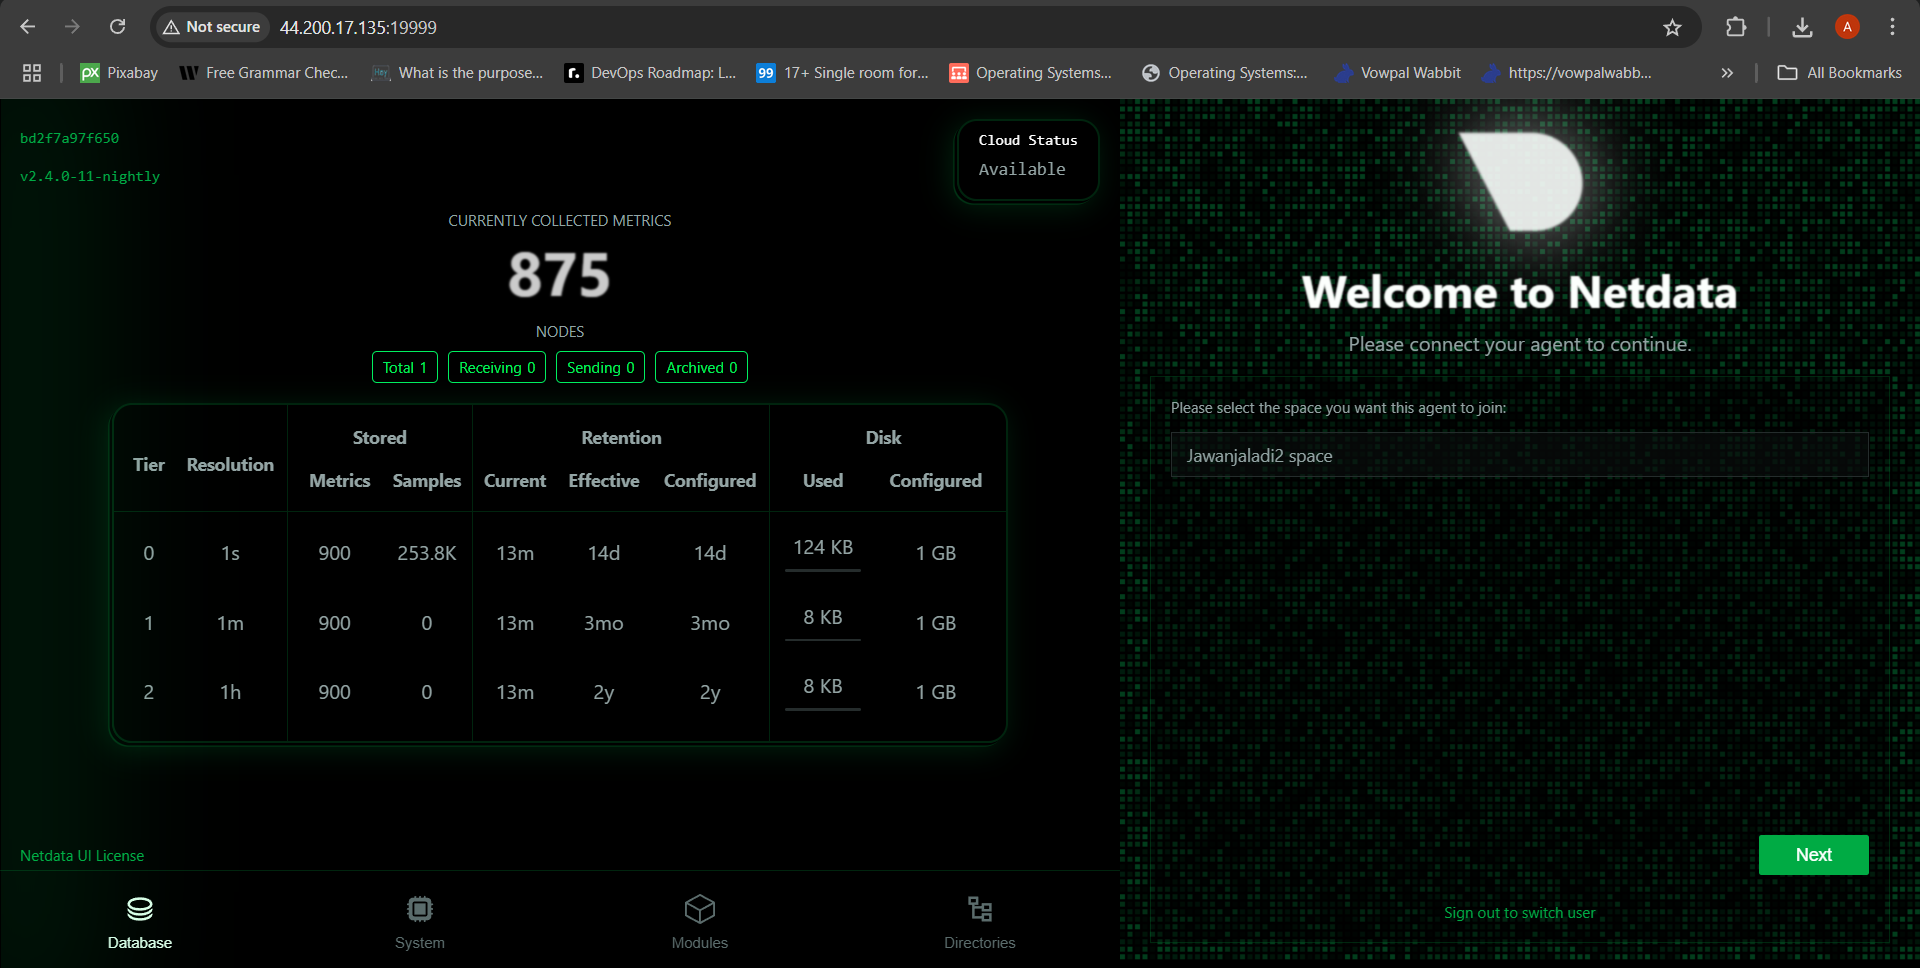 Not secure 44.200.17.135:19999 A
Pixabay Free Grammar Chec... What is the purpose... DevOps Roadmap: L... 17+ Single room for... Operating Systems... Operating Systems:... Vowpal Wabbit https://vowpalwabb... » All Bookmarks
bd2f7a97f650
v2.4.0-11-nightly
Cloud Status
Available
CURRENTLY COLLECTED METRICS
875
NODES
Total 1 Receiving 0 Sending 0 Archived 0
Stored Retention Disk
Tier Resolution Metrics Samples Current Effective Configured Used Configured
0 1s 900 253.8K 13m 14d 14d 124 KB 1 GB
1 1m 900 0 13m 3mo 3mo 8 KB 1 GB
2 1h 900 0 13m 2y 2y 8 KB 1 GB
Netdata UI License
Database System Modules Directories
Welcome to Netdata
Please connect your agent to continue.
Please select the space you want this agent to join:
Jawanjaladi2 space
Next
Sign out to switch user